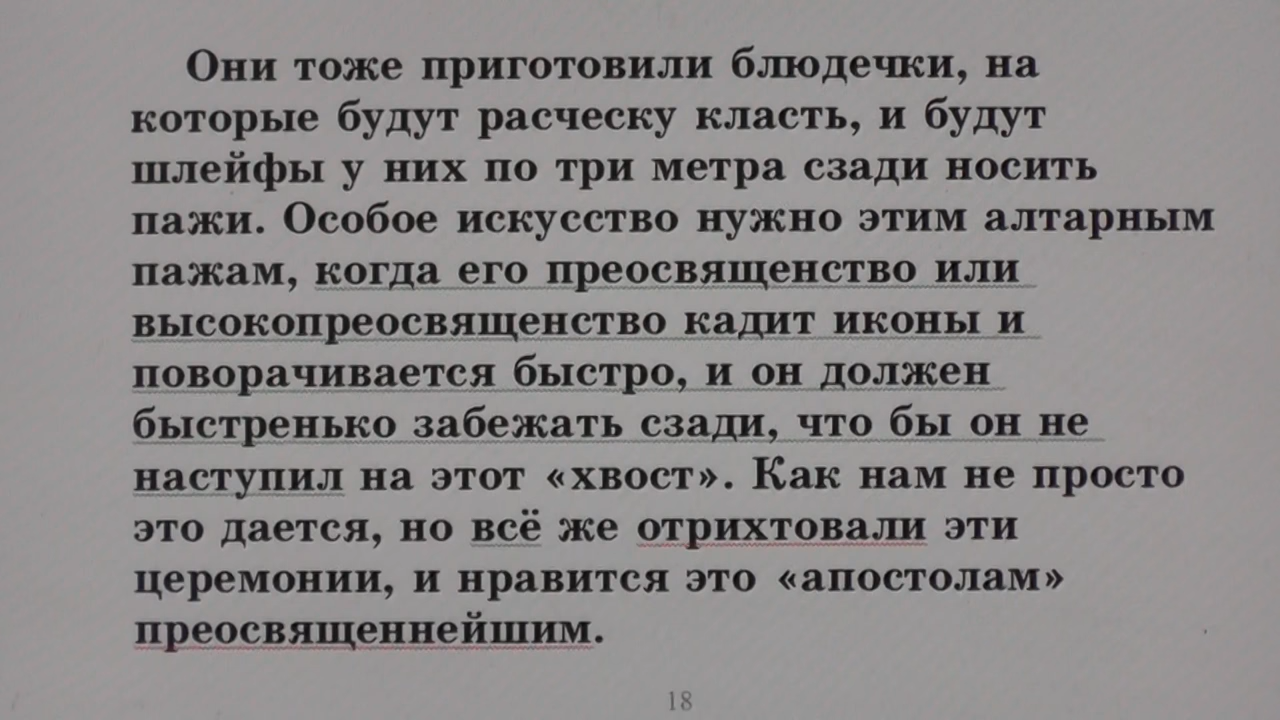 Они тоже приготовили блюдечки, на
которые будут расческу класть, и будут
шлейфы у них по три метра сзади носить
пажи. Особое искусство нужно этим алтарным
пажам, когда его преосвященство или
высокопреосвященство кадит иконы и
поворачивается быстро, и он должен
быстренько забежать сзади, что бы он не
наступил на этот «хвост». Как нам не просто
это дается, но всё же отрихтовали эти
церемонии, и нравится это «апостолам»
преосвященнейшим.
18